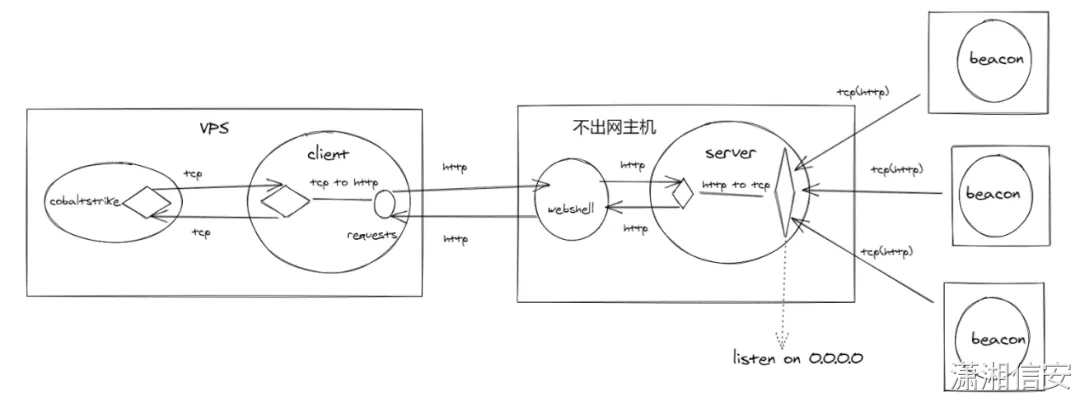 VPS
cobaltstrike
tcp
tcp
client
tcp to http
requests
http
http
不出网主机
webshell
http
http
server
http to tcp
listen on 0.0.0.0
tcp(http)
tcp(http)
tcp(http)
beacon
beacon
beacon
潇湘信安